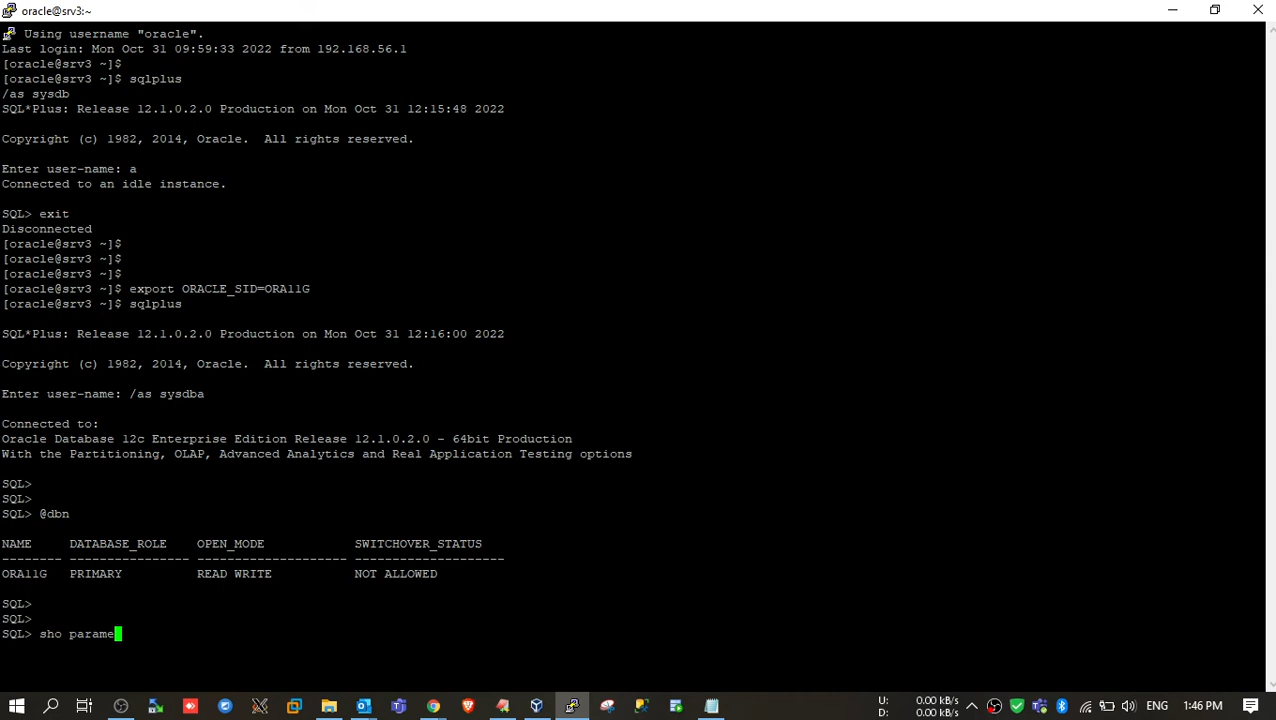 oracle@srv3:~
Using username "oracle".
Last login: Mon Oct 31 09:59:33 2022 from 192.168.56.1
[oracle@srv3 ~]$
[oracle@srv3 ~]$ sqlplus
/as sysdb
SQL*Plus: Release 12.1.0.2.0 Production on Mon Oct 31 12:15:48 2022
Copyright (c) 1982, 2014, Oracle.  All rights reserved.
Enter user-name: a
Connected to an idle instance.
SQL> exit
Disconnected
[oracle@srv3 ~]$
[oracle@srv3 ~]$
[oracle@srv3 ~]$
[oracle@srv3 ~]$ export ORACLE_SID=ORA11G
[oracle@srv3 ~]$ sqlplus
SQL*Plus: Release 12.1.0.2.0 Production on Mon Oct 31 12:16:00 2022
Copyright (c) 1982, 2014, Oracle.  All rights reserved.
Enter user-name: /as sysdba
Connected to:
Oracle Database 12c Enterprise Edition Release 12.1.0.2.0 - 64bit Production
With the Partitioning, OLAP, Advanced Analytics and Real Application Testing options
SQL>
SQL>
SQL> @dbn
NAME     DATABASE_ROLE    OPEN_MODE            SWITCHOVER_STATUS
-------- ---------------- -------------------- --------------------
ORA11G   PRIMARY          READ WRITE           NOT ALLOWED
SQL>
SQL>
SQL> sho parame
U: 0.00 kB/s
D: 0.00 kB/s
ENG 1:46 PM